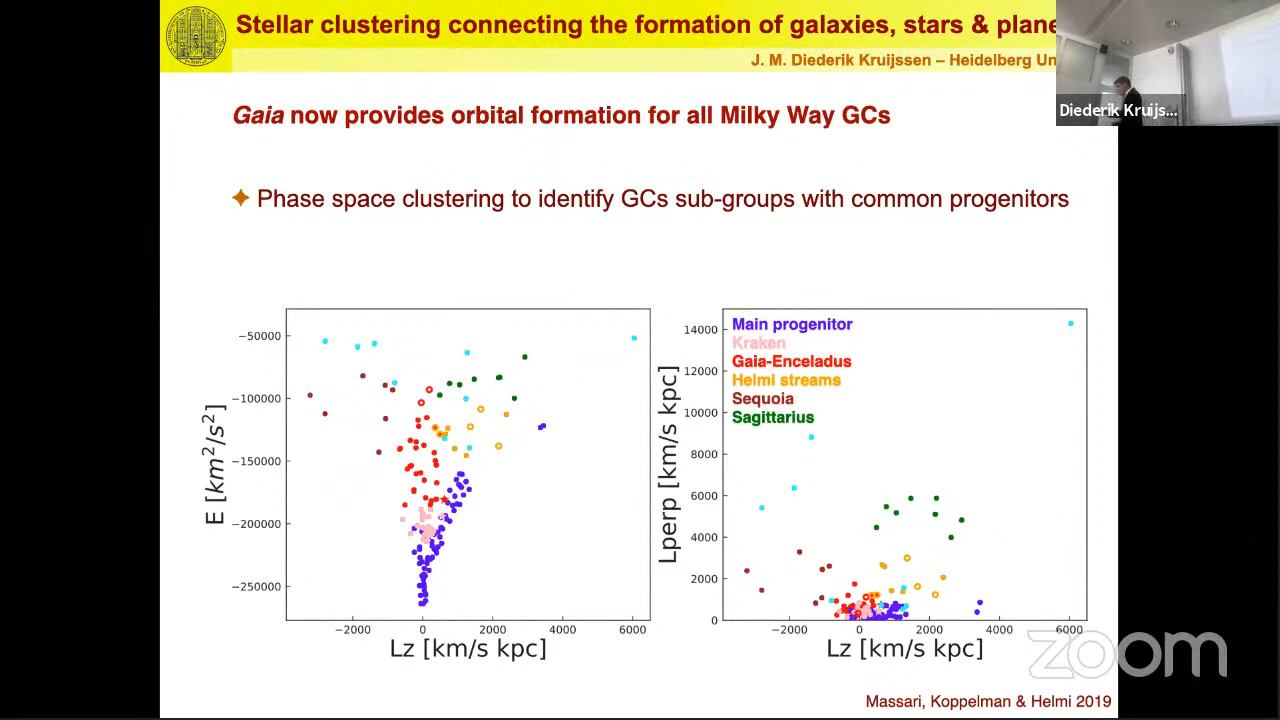 Stellar clustering connecting the formation of galaxies, stars & plane
J. M. Diederik Kruijssen – Heidelberg Un
Diederik Kruijs...
Gaia now provides orbital formation for all Milky Way GCs
✦ Phase space clustering to identify GCs sub-groups with common progenitors
E [km²/s²]
−50000
−100000
−150000
−200000
−250000
−2000 0 2000 4000 6000
Lz [km/s kpc]
Lperp [km/s kpc]
14000
12000
10000
8000
6000
4000
2000
0
Main progenitor
Kraken
Gaia-Enceladus
Helmi streams
Sequoia
Sagittarius
−2000 0 2000 4000 6000
Lz [km/s kpc]
zoom
Massari, Koppelman & Helmi 2019